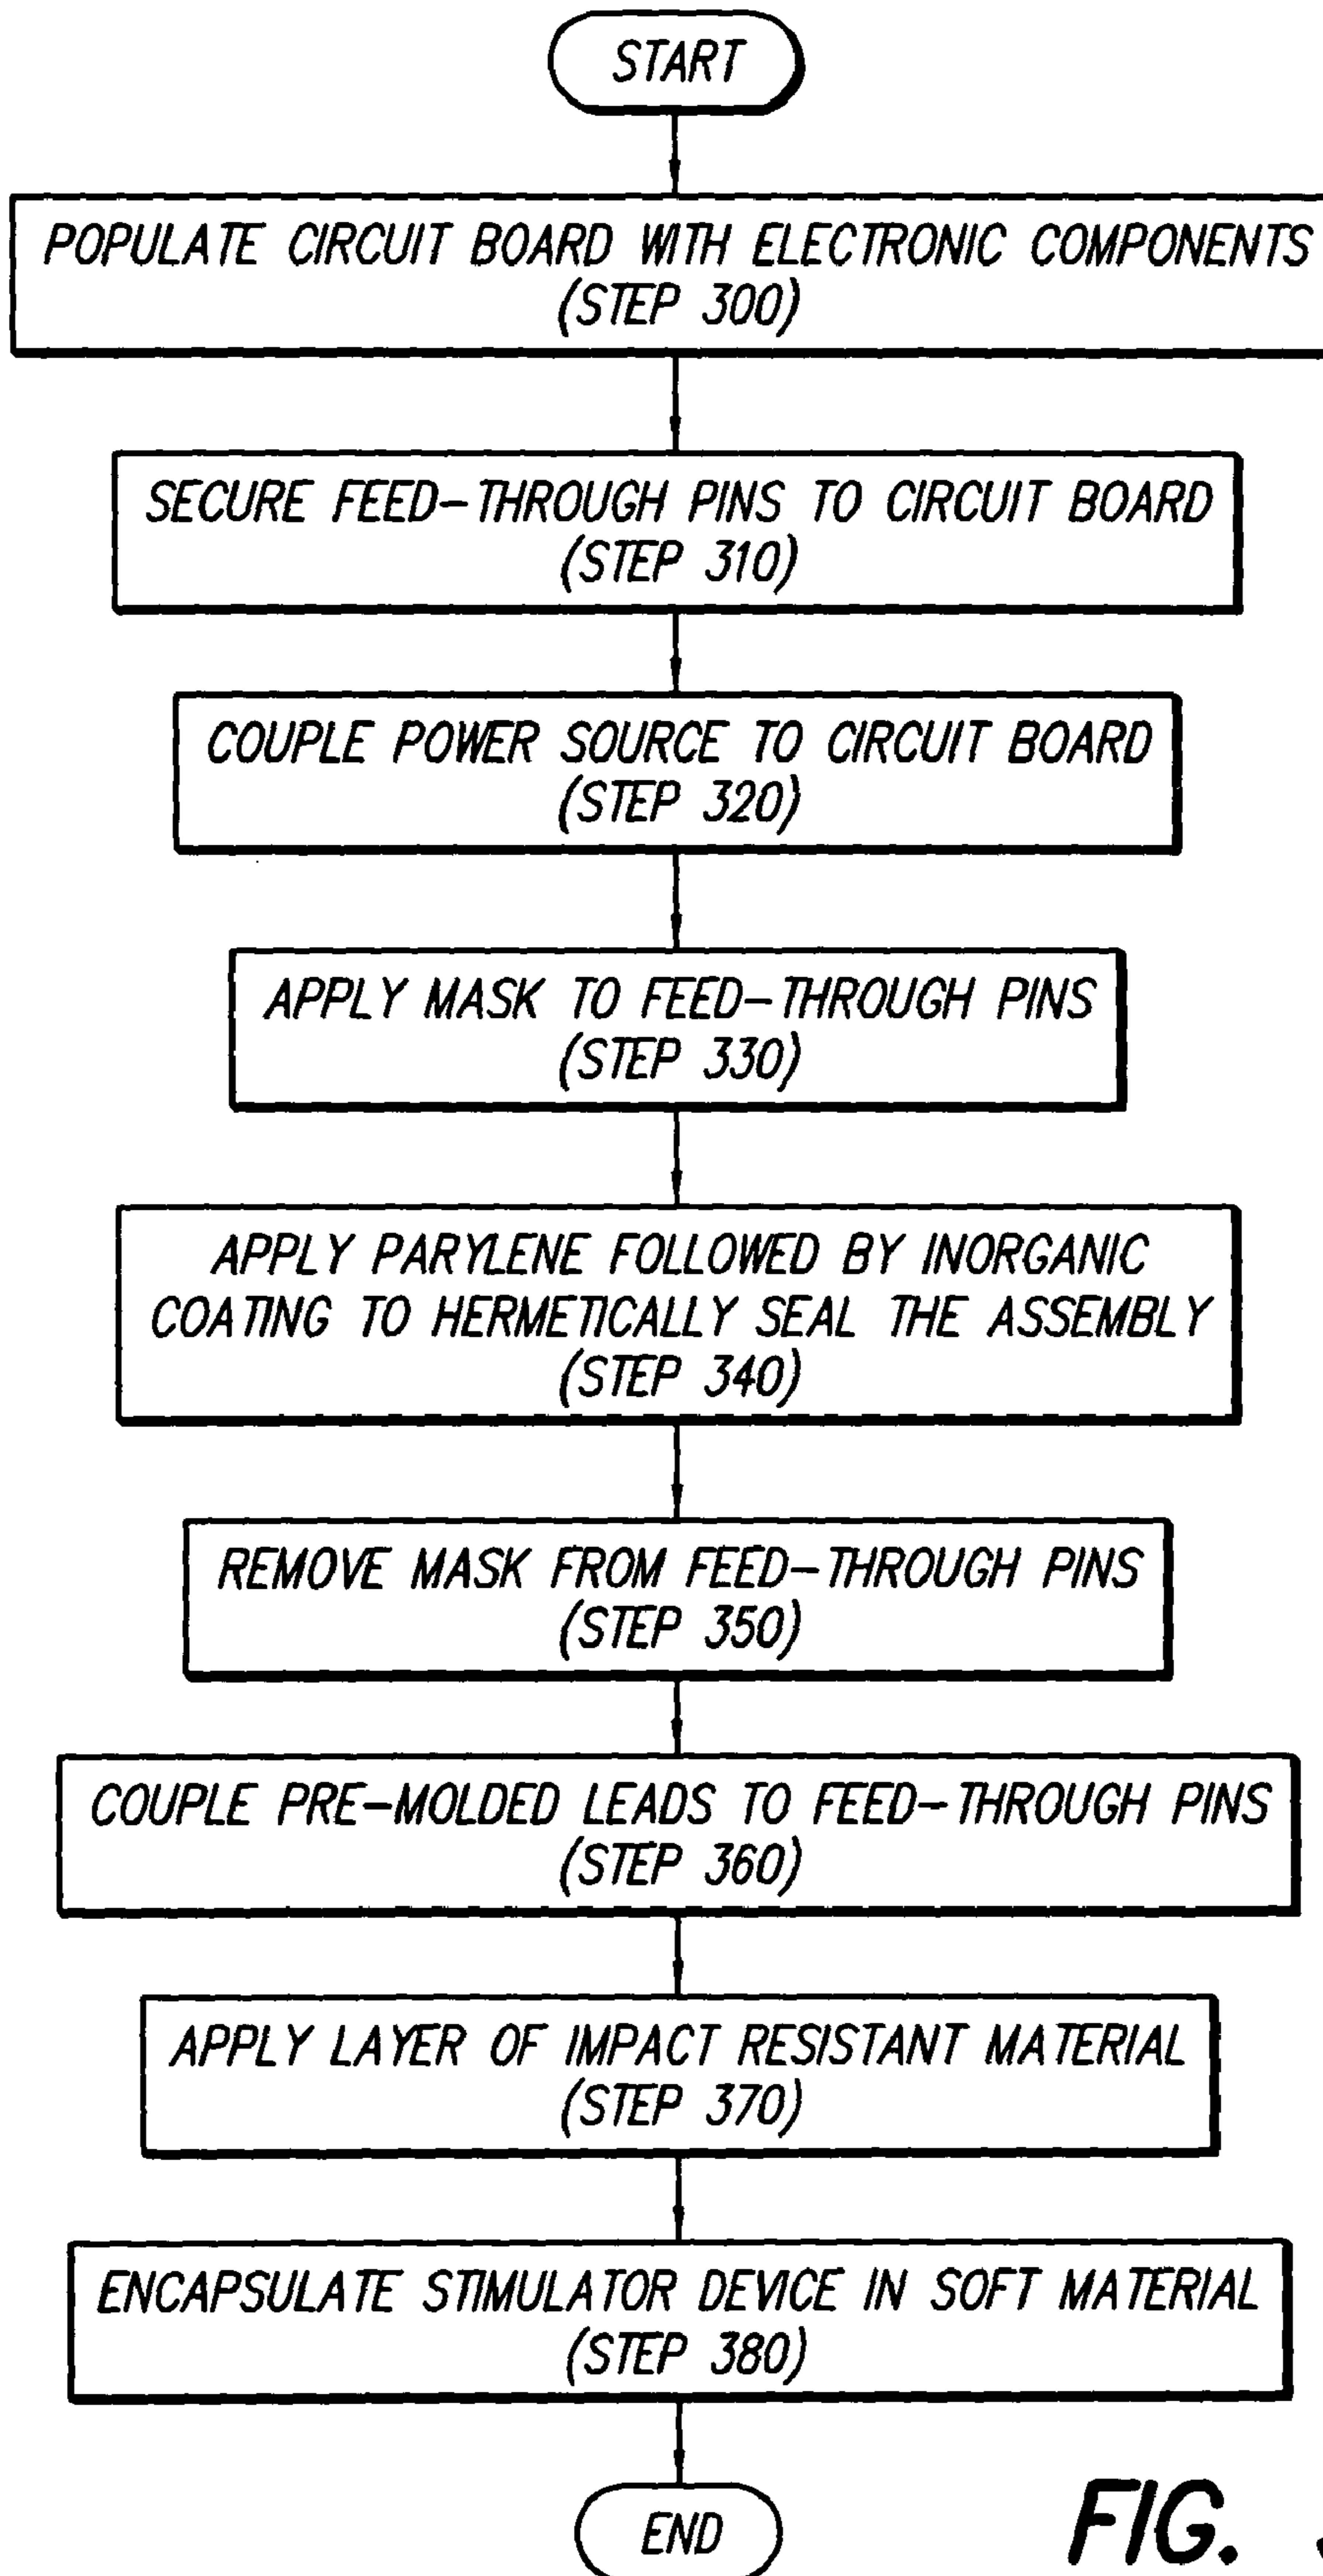 START
POPULATE CIRCUIT BOARD WITH ELECTRONIC COMPONENTS
(STEP 300)
SECURE FEED-THROUGH PINS TO CIRCUIT BOARD
(STEP 310)
COUPLE POWER SOURCE TO CIRCUIT BOARD
(STEP 320)
APPLY MASK TO FEED-THROUGH PINS
(STEP 330)
APPLY PARYLENE FOLLOWED BY INORGANIC
COATING TO HERMETICALLY SEAL THE ASSEMBLY
(STEP 340)
REMOVE MASK FROM FEED-THROUGH PINS
(STEP 350)
COUPLE PRE-MOLDED LEADS TO FEED-THROUGH PINS
(STEP 360)
APPLY LAYER OF IMPACT RESISTANT MATERIAL
(STEP 370)
ENCAPSULATE STIMULATOR DEVICE IN SOFT MATERIAL
(STEP 380)
END
FIG.